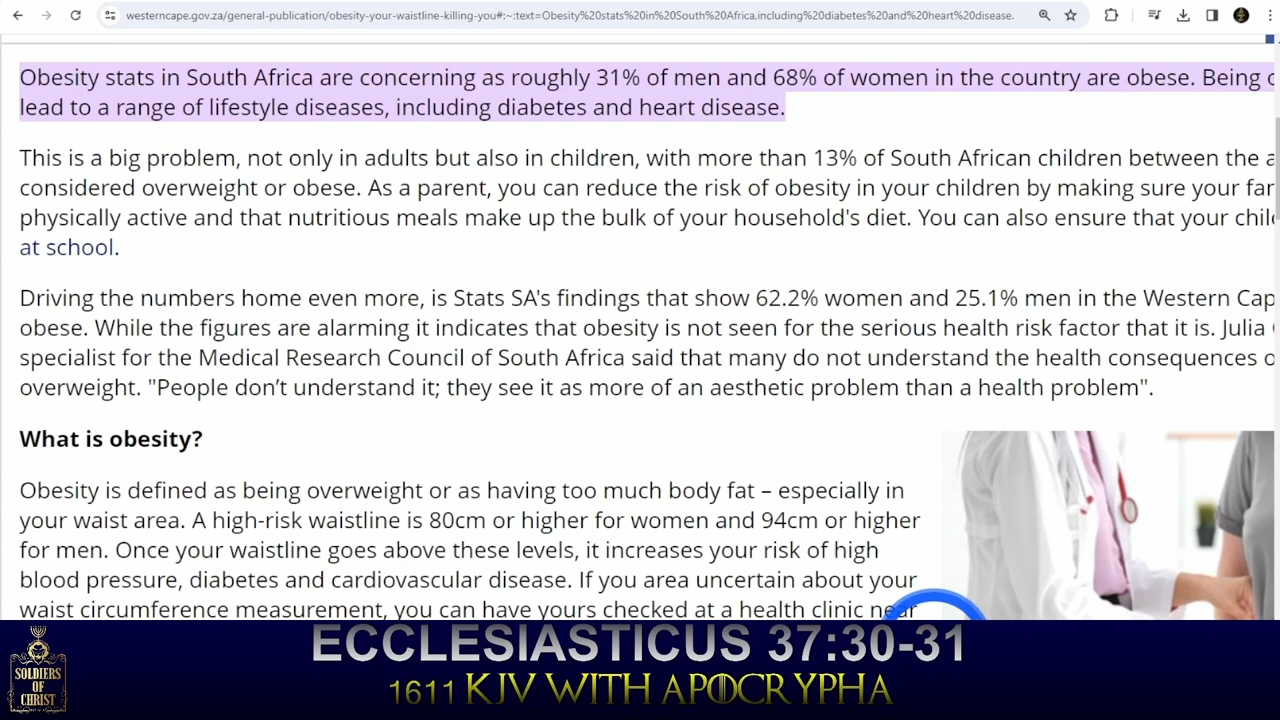 westerncape.gov.za/general-publication/obesity-your-waistline-killing-you#:~:text=Obesity%20stats%20in%20South%20Africa,including%20diabetes%20and%20heart%20disease.
Obesity stats in South Africa are concerning as roughly 31% of men and 68% of women in the country are obese. Being
lead to a range of lifestyle diseases, including diabetes and heart disease.
This is a big problem, not only in adults but also in children, with more than 13% of South African children between the
considered overweight or obese. As a parent, you can reduce the risk of obesity in your children by making sure your
physically active and that nutritious meals make up the bulk of your household's diet. You can also ensure that your
at school.
Driving the numbers home even more, is Stats SA's findings that show 62.2% women and 25.1% men in the Western
obese. While the figures are alarming it indicates that obesity is not seen for the serious health risk factor that it is. Julia
specialist for the Medical Research Council of South Africa said that many do not understand the health consequences
overweight. "People don’t understand it; they see it as more of an aesthetic problem than a health problem".
What is obesity?
Obesity is defined as being overweight or as having too much body fat – especially in
your waist area. A high-risk waistline is 80cm or higher for women and 94cm or higher
for men. Once your waistline goes above these levels, it increases your risk of high
blood pressure, diabetes and cardiovascular disease. If you area uncertain about your
waist circumference measurement, you can have yours checked at a health clinic near
ECCLESIASTICUS 37:30-31
1611 KJV WITH APOCRYPHA
SOLDIERS
OF
CHRIST